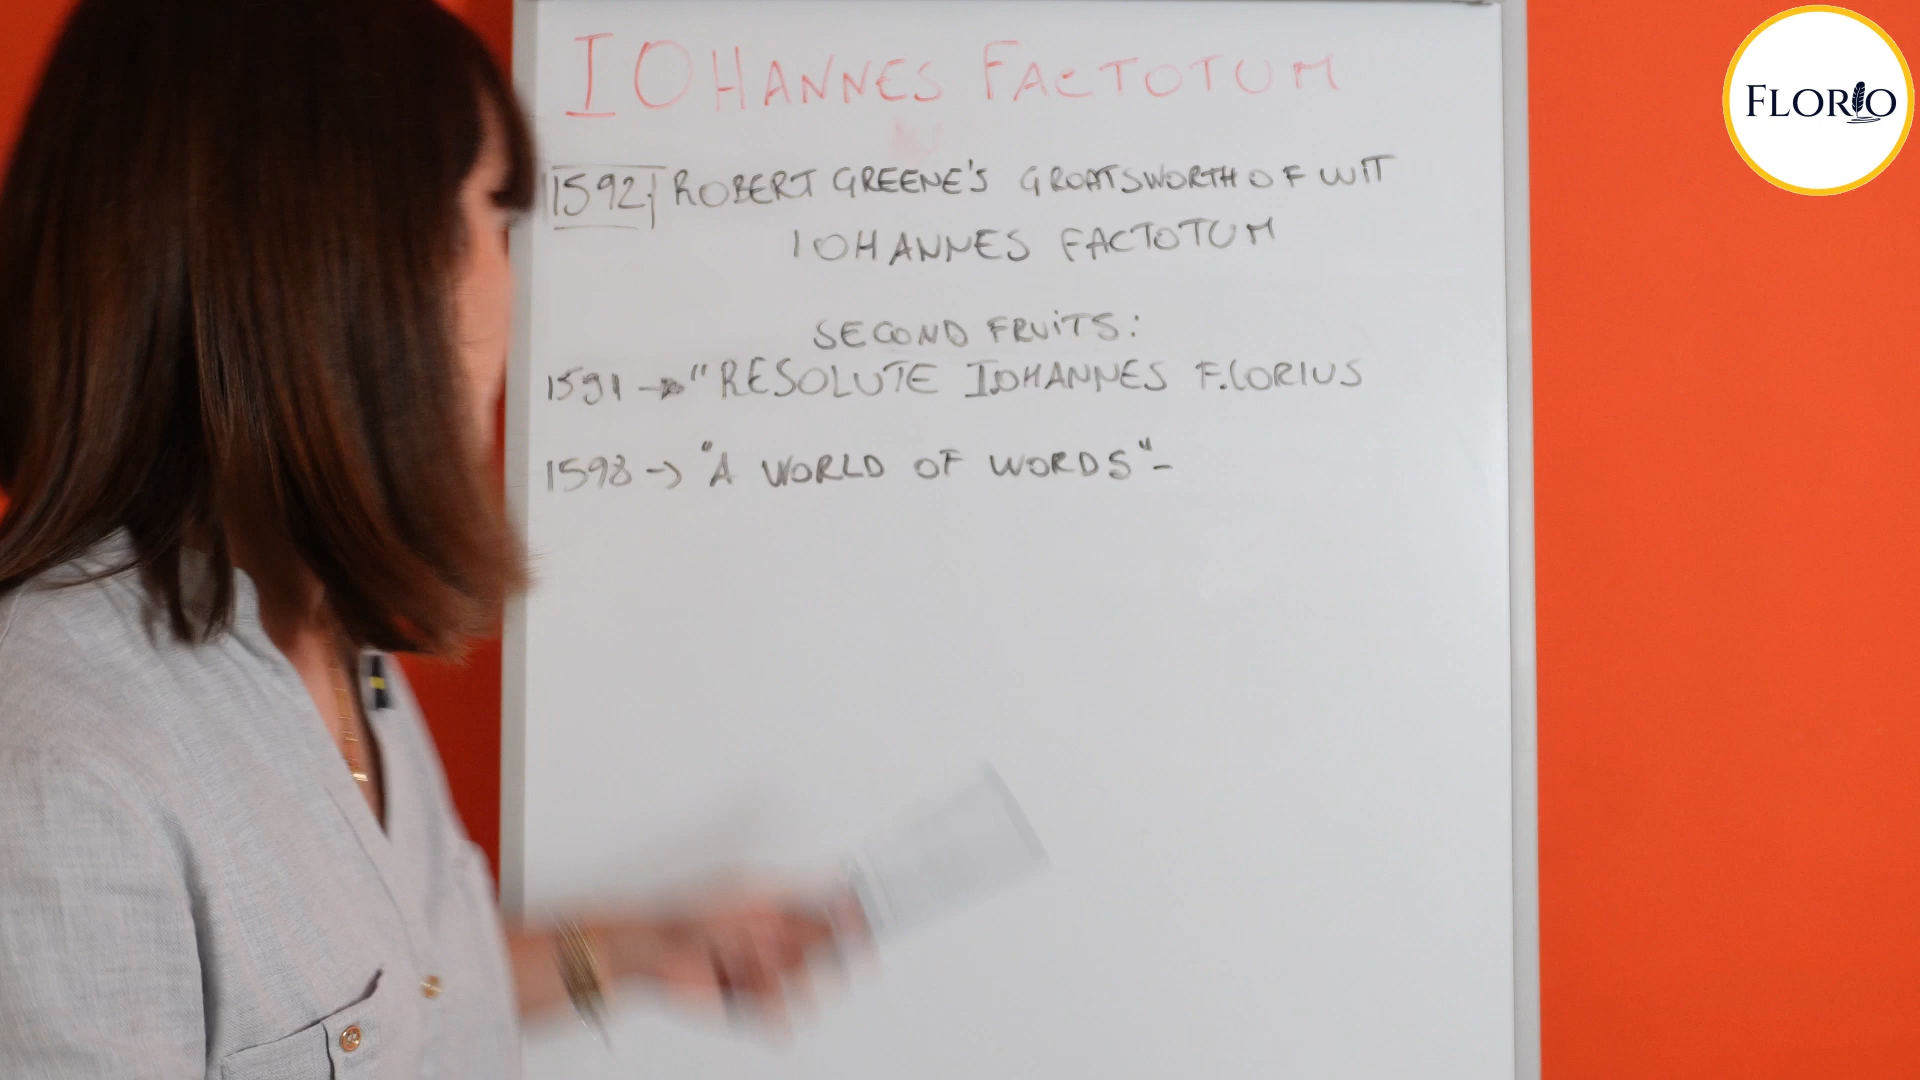 IOHANNES FACTOTUM
FLORIO
1592 ROBERT GREENE'S GROATSWORTH OF WIT
IOHANNES FACTOTUM
SECOND FRUITS:
1591 → "RESOLUTE IOHANNES FLORIUS
1598 → "A WORLD OF WORDS" -